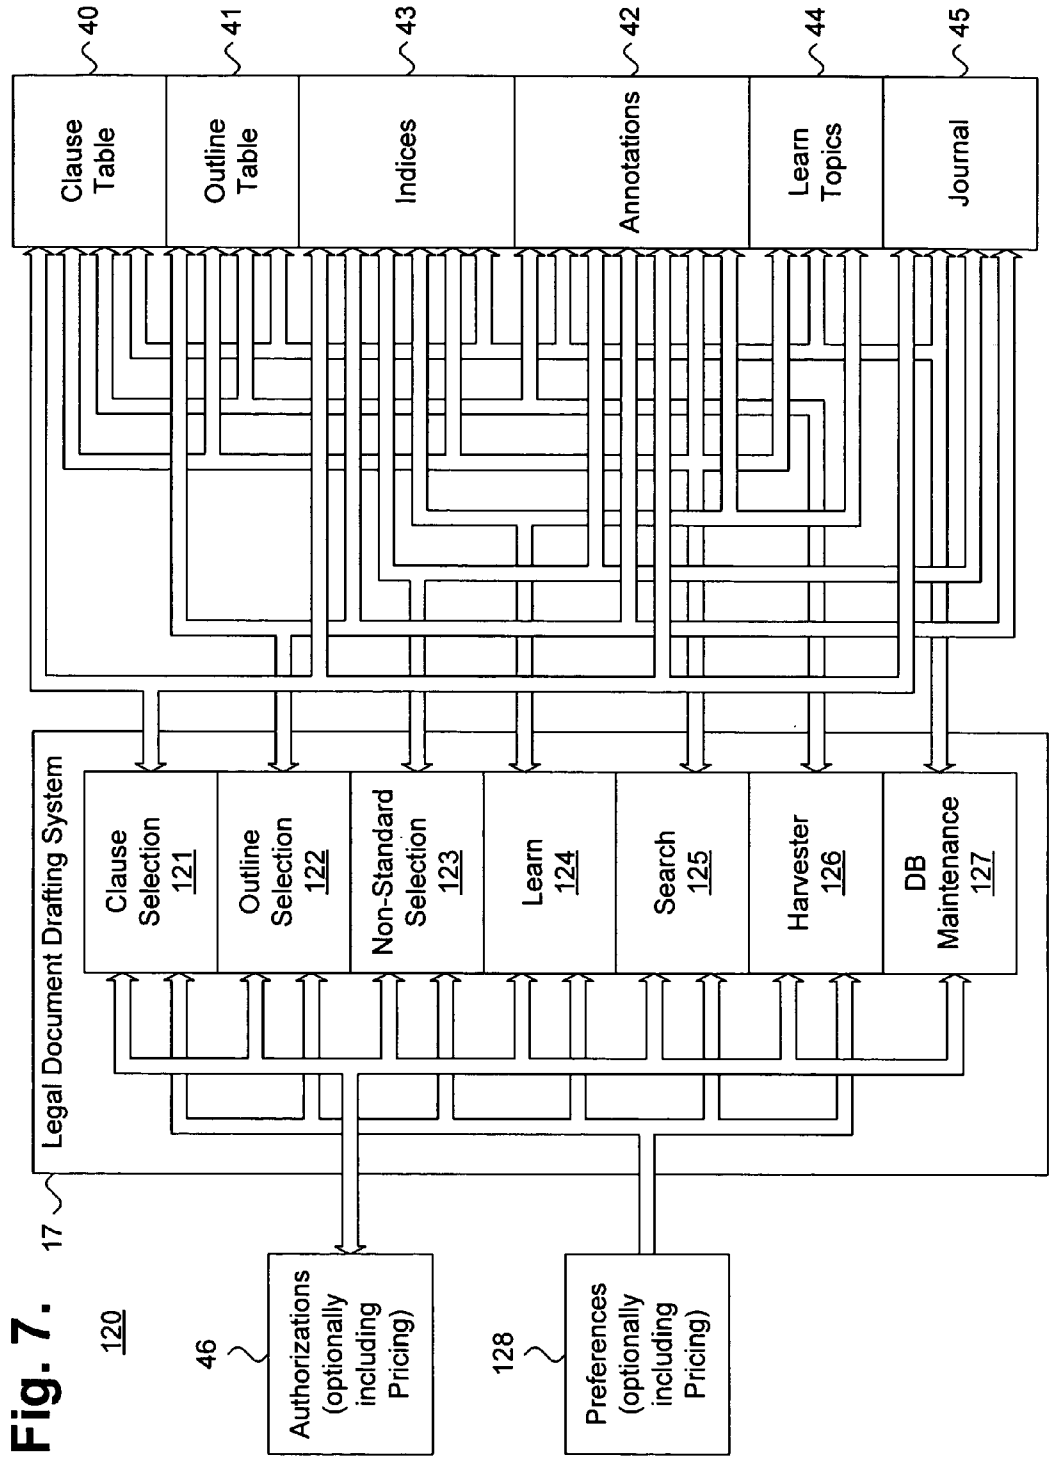 Fig. 7.
120
17
Legal Document Drafting System
46
Authorizations
(optionally
including
Pricing)
128
Preferences
(optionally
including
Pricing)
Clause
Selection
121
Outline
Selection
122
Non-Standard
Selection
123
Learn
124
Search
125
Harvester
126
DB
Maintenance
127
Clause
Table
40
Outline
Table
41
Indices
43
Annotations
42
Learn
Topics
44
Journal
45